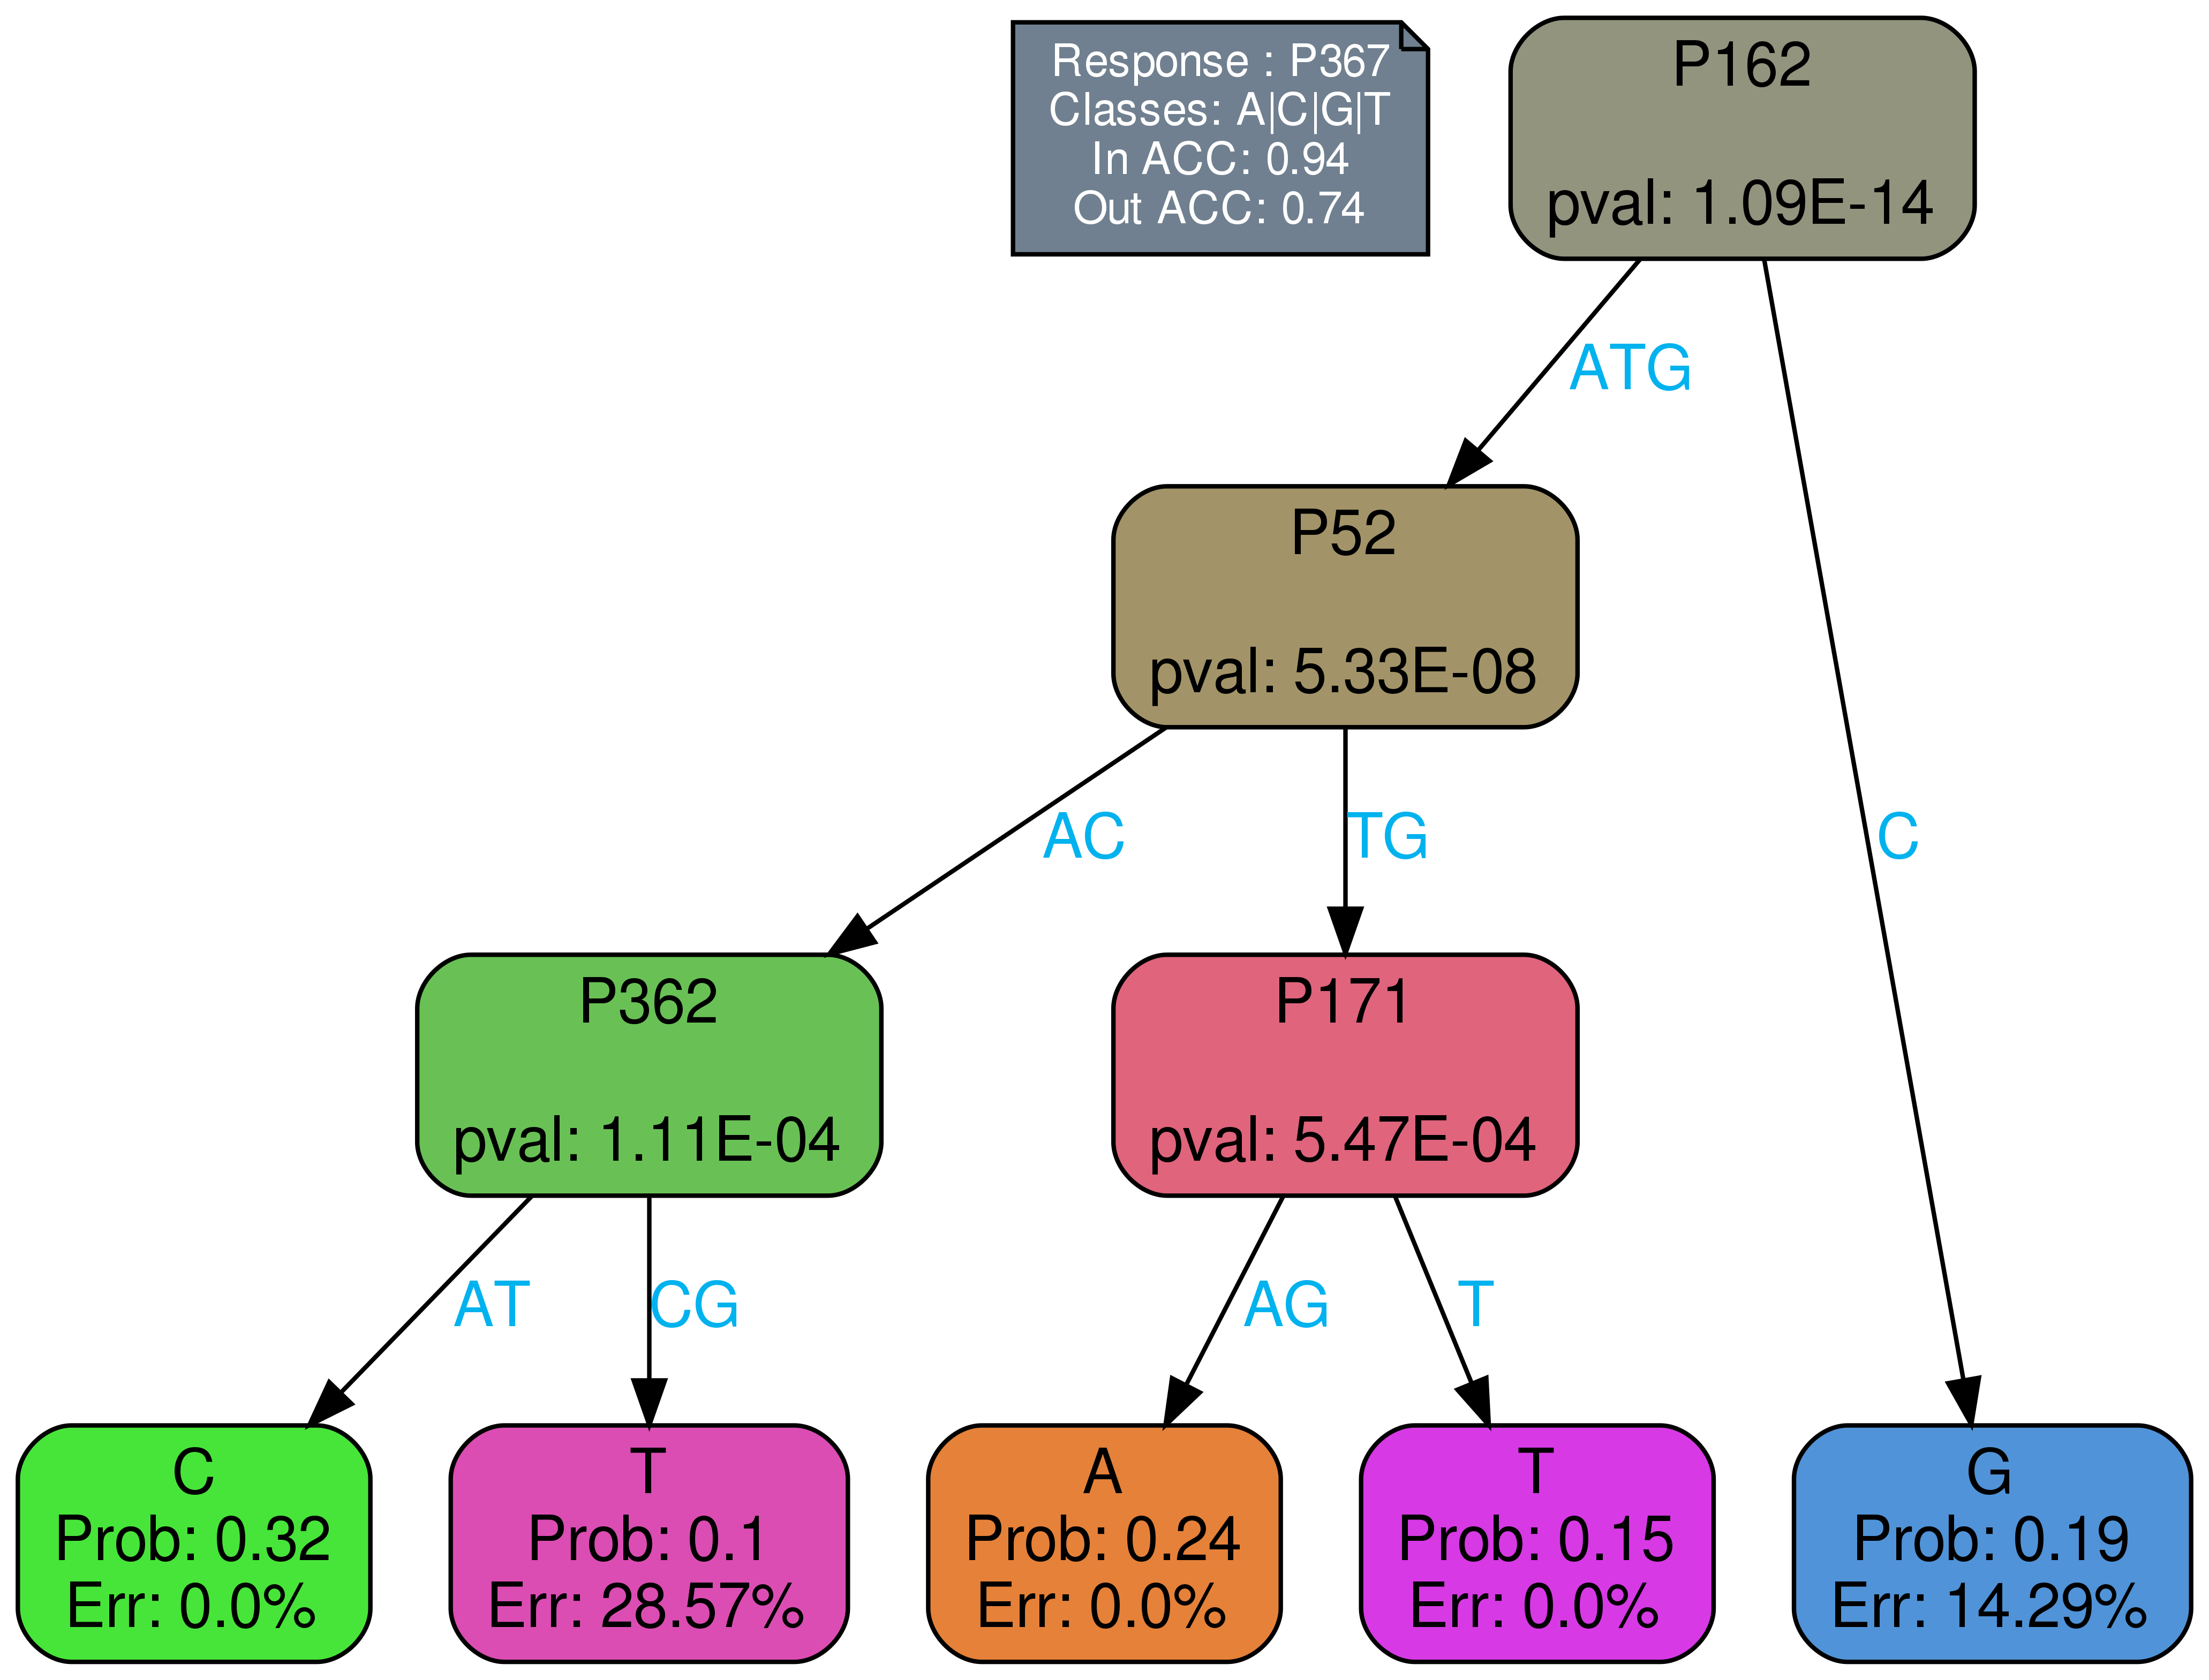 Response : P367
Classes: A|C|G|T
In ACC: 0.94
Out ACC: 0.74
P162
pval: 1.09E-14
ATG
P52
pval: 5.33E-08
AC
TG
C
P362
pval: 1.11E-04
P171
pval: 5.47E-04
AT
CG
AG
T
C
Prob: 0.32
Err: 0.0%
T
Prob: 0.1
Err: 28.57%
A
Prob: 0.24
Err: 0.0%
T
Prob: 0.15
Err: 0.0%
G
Prob: 0.19
Err: 14.29%